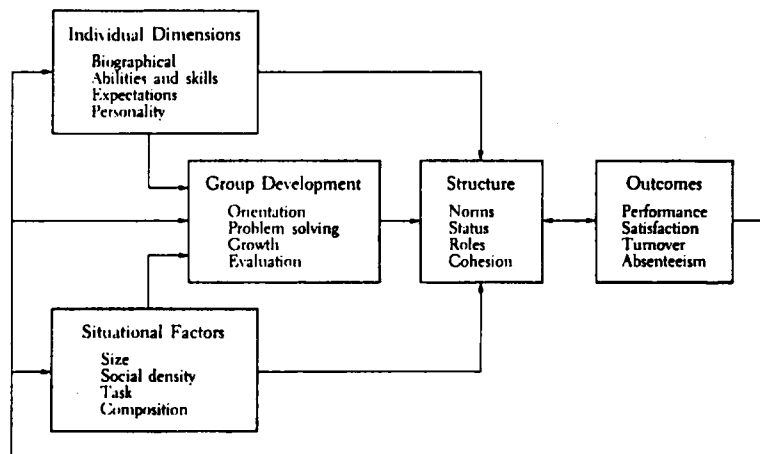 Individual Dimensions
Biographical
Abilities and skills
Expectations
Personality
Group Development
Orientation
Problem solving
Growth
Evaluation
Structure
Norms
Status
Roles
Cohesion
Outcomes
Performance
Satisfaction
Turnover
Absenteeism
Situational Factors
Size
Social density
Task
Composition